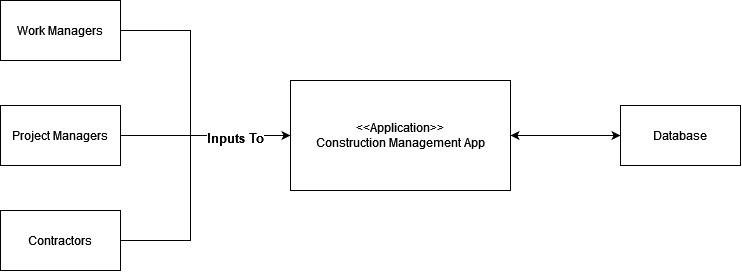 Work Managers
Project Managers
Inputs To
<<Application>>
Construction Management App
Database
Contractors